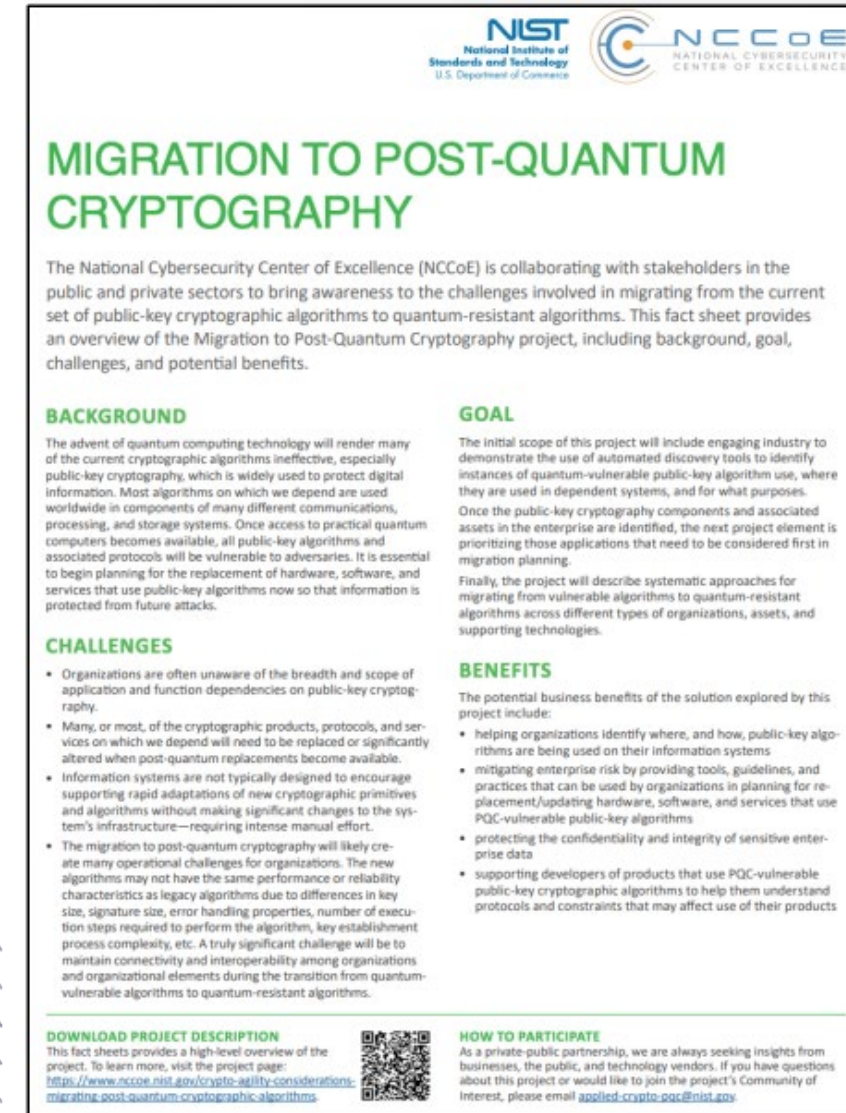 NIST
National Institute of
Standards and Technology
U.S. Department of Commerce
NCCoE
NATIONAL CYBERSECURITY
CENTER OF EXCELLENCE
MIGRATION TO POST-QUANTUM
CRYPTOGRAPHY
The National Cybersecurity Center of Excellence (NCCoE) is collaborating with stakeholders in the
public and private sectors to bring awareness to the challenges involved in migrating from the current
set of public-key cryptographic algorithms to quantum-resistant algorithms. This fact sheet provides
an overview of the Migration to Post-Quantum Cryptography project, including background, goal,
challenges, and potential benefits.
BACKGROUND
The advent of quantum computing technology will render many
of the current cryptographic algorithms ineffective, especially
public-key cryptography, which is widely used to protect digital
information. Most algorithms on which we depend are used
worldwide in components of many different communications,
processing, and storage systems. Once access to practical quantum
computers becomes available, all public-key algorithms and
associated protocols will be vulnerable to adversaries. It is essential
to begin planning for the replacement of hardware, software, and
services that use public-key algorithms now so that information is
protected from future attacks.
CHALLENGES
• Organizations are often unaware of the breadth and scope of
application and function dependencies on public-key cryptog-
raphy.
• Many, or most, of the cryptographic products, protocols, and ser-
vices on which we depend will need to be replaced or significantly
altered when post-quantum replacements become available.
• Information systems are not typically designed to encourage
supporting rapid adaptations of new cryptographic primitives
and algorithms without making significant changes to the sys-
tem's infrastructure—requiring intense manual effort.
• The migration to post-quantum cryptography will likely cre-
ate many operational challenges for organizations. The new
algorithms may not have the same performance or reliability
characteristics as legacy algorithms due to differences in key
size, signature size, error handling properties, number of execu-
tion steps required to perform the algorithm, key establishment
process complexity, etc. A truly significant challenge will be to
maintain connectivity and interoperability among organizations
and organizational elements during the transition from quantum-
vulnerable algorithms to quantum-resistant algorithms.
GOAL
The initial scope of this project will include engaging industry to
demonstrate the use of automated discovery tools to identify
instances of quantum-vulnerable public-key algorithm use, where
they are used in dependent systems, and for what purposes.
Once the public-key cryptography components and associated
assets in the enterprise are identified, the next project element is
prioritizing those applications that need to be considered first in
migration planning.
Finally, the project will describe systematic approaches for
migrating from vulnerable algorithms to quantum-resistant
algorithms across different types of organizations, assets, and
supporting technologies.
BENEFITS
The potential business benefits of the solution explored by this
project include:
• helping organizations identify where, and how, public-key algo-
rithms are being used on their information systems
• mitigating enterprise risk by providing tools, guidelines, and
practices that can be used by organizations in planning for re-
placement/updating hardware, software, and services that use
PQC-vulnerable public-key algorithms
• protecting the confidentiality and integrity of sensitive enter-
prise data
• supporting developers of products that use PQC-vulnerable
public-key cryptographic algorithms to help them understand
protocols and constraints that may affect use of their products
DOWNLOAD PROJECT DESCRIPTION
This fact sheets provides a high-level overview of the
project. To learn more, visit the project page:
https://www.nccoe.nist.gov/crypto-agility-considerations-
migrating-post-quantum-cryptographic-algorithms.
HOW TO PARTICIPATE
As a private-public partnership, we are always seeking insights from
businesses, the public, and technology vendors. If you have questions
about this project or would like to join the project's Community of
Interest, please email applied-crypto-pqc@nist.gov.